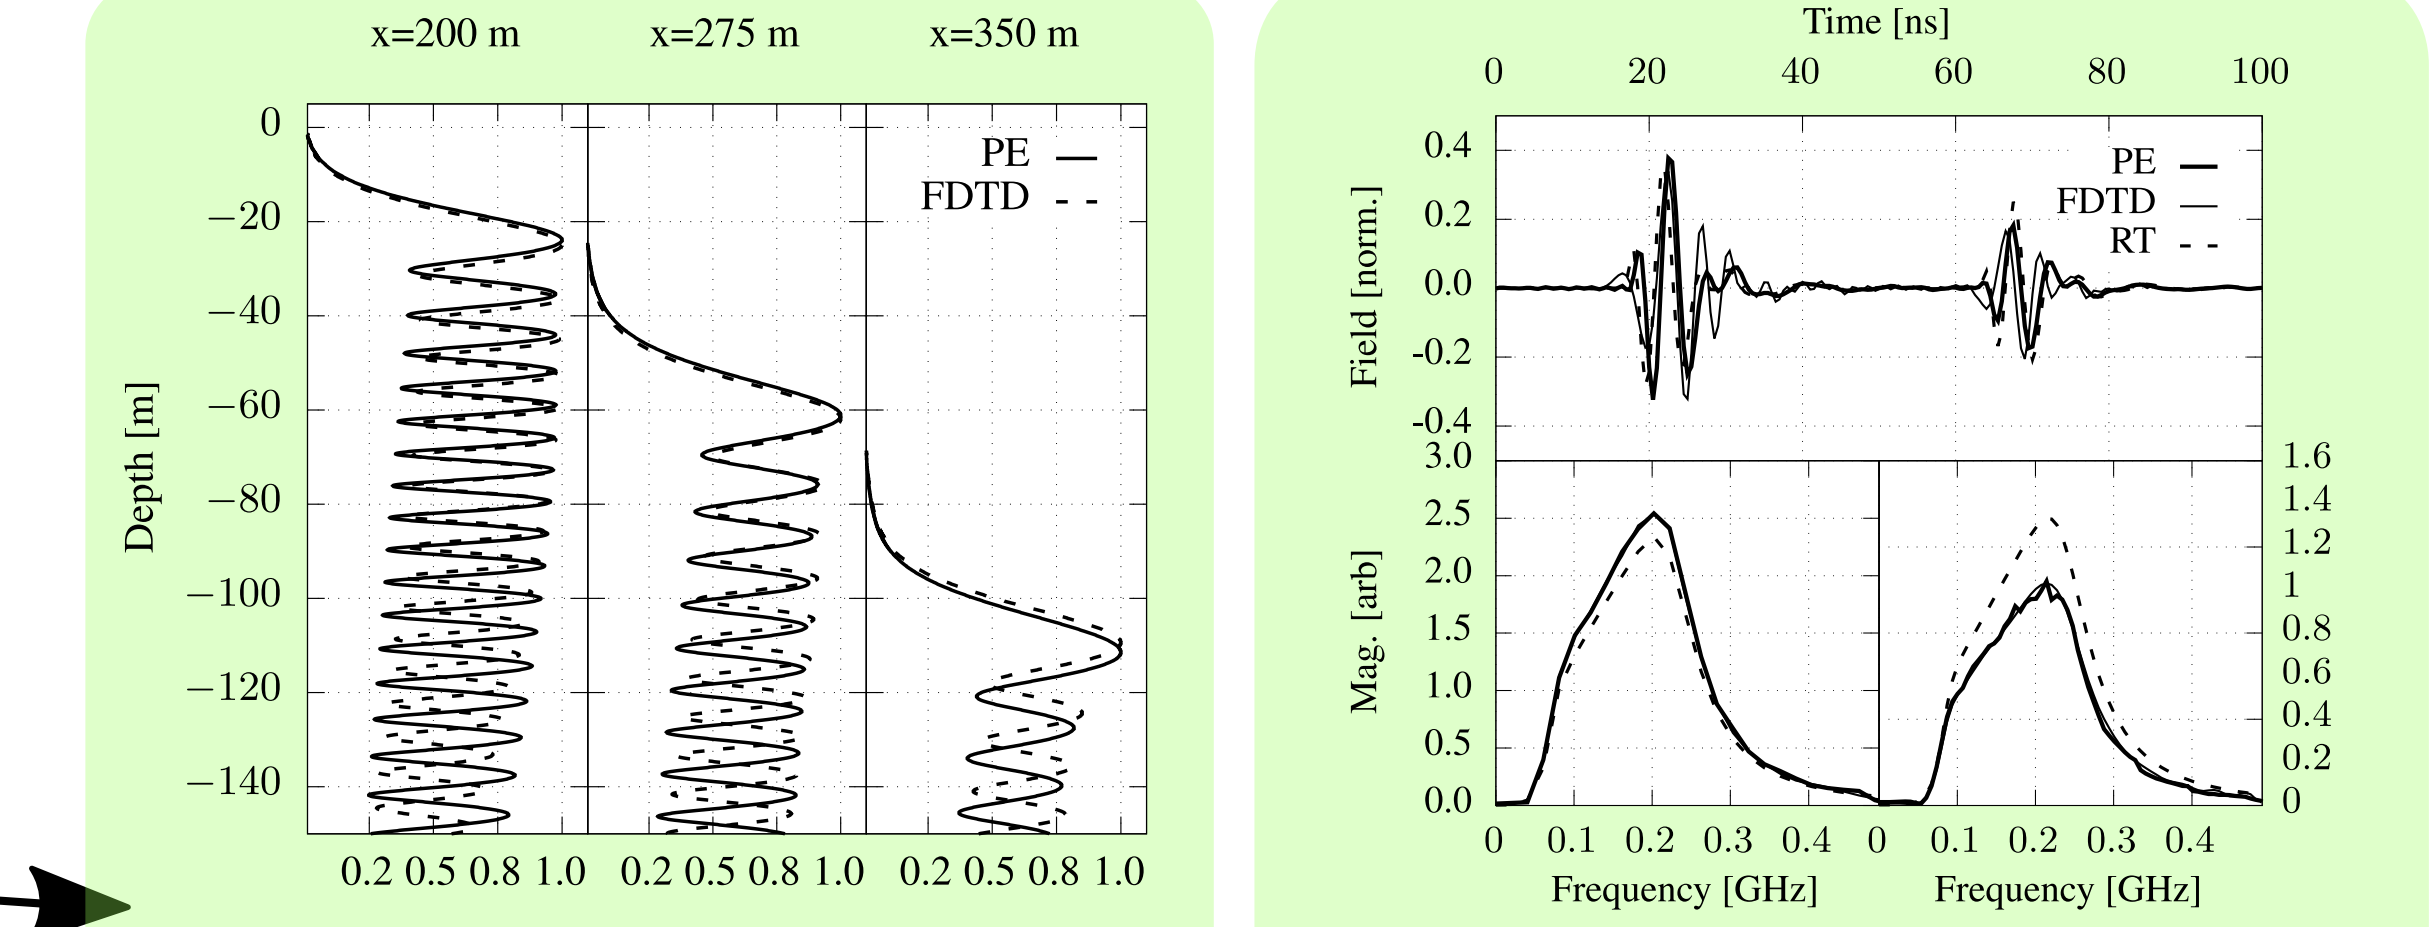 x=200 m x=275 m x=350 m
0
−20
−40
−60
−80
−100
−120
−140
Depth [m]
PE
FDTD
0.2 0.5 0.8 1.0 0.2 0.5 0.8 1.0 0.2 0.5 0.8 1.0
Time [ns]
0 20 40 60 80 100
0.4
0.2
0.0
-0.2
-0.4
Field [norm.]
PE
FDTD
RT
3.0
2.5
2.0
1.5
1.0
0.5
0.0
Mag. [arb]
1.6
1.4
1.2
1
0.8
0.6
0.4
0.2
0
0 0.1 0.2 0.3 0.4 0 0.1 0.2 0.3 0.4
Frequency [GHz] Frequency [GHz]